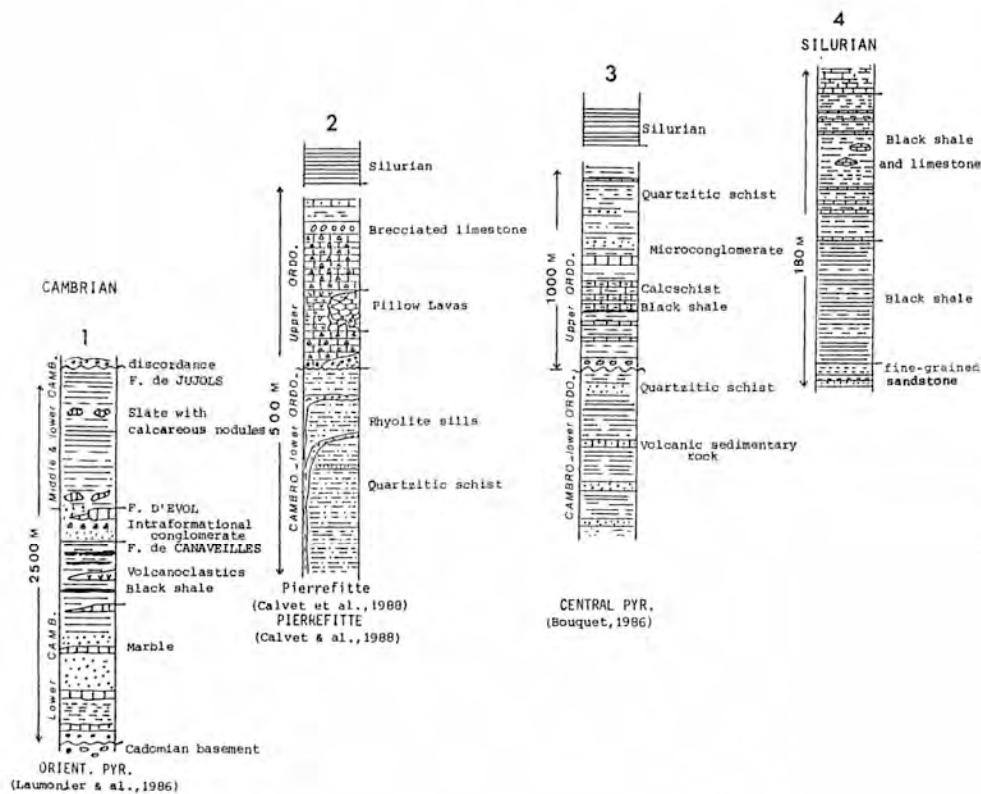 CAMBRIAN
1
discordance
F. de JUJOLS
Slate with
calcareous nodules
F. D'EVOL
Intraformational
conglomerate
F. de CANAVEILLES
Volcanoclastics
Black shale
Marble
Cadomian basement
Middle & lower CAMB.
Lower CAMB.
2500 M
ORIENT. PYR.
(Laumonier & al.,1986)
2
Silurian
Brecciated limestone
Pillow Lavas
Rhyolite sills
Quartzitic schist
Upper ORDO.
CAMBRO-lower ORDO.
500 M
Pierrefitte
(Calvet et al.,1988)
PIERREFITTE
(Calvet & al.,1988)
3
Silurian
Quartzitic schist
Microconglomerate
Calcschist
Black shale
Quartzitic schist
Volcanic sedimentary
rock
Upper ORDO.
CAMBRO-lower ORDO.
1000 M
CENTRAL PYR.
(Bouquet,1986)
4
SILURIAN
Black shale
and limestone
Black shale
fine-grained
sandstone
180 M